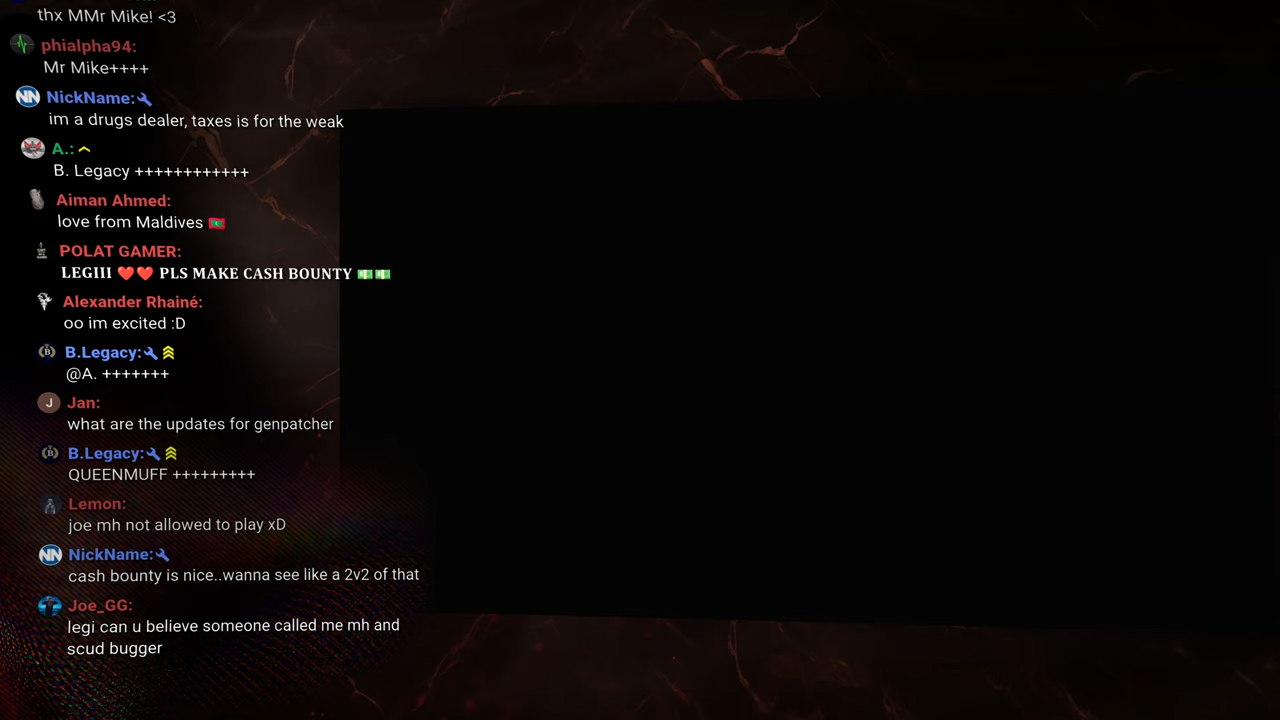 thx MMr Mike! <3
phialpha94:
Mr Mike++++
NN NickName:
im a drugs dealer, taxes is for the weak
A.:
B. Legacy ++++++++++++
Aiman Ahmed:
love from Maldives 🇲🇻
POLAT GAMER:
LEGIII ❤️❤️ PLS MAKE CASH BOUNTY 💵💵
Alexander Rhainé:
oo im excited :D
B B.Legacy:
@A. +++++++
J Jan:
what are the updates for genpatcher
B B.Legacy:
QUEENMUFF +++++++++
Lemon:
joe mh not allowed to play xD
NN NickName:
cash bounty is nice..wanna see like a 2v2 of that
Joe_GG:
legi can u believe someone called me mh and
scud bugger